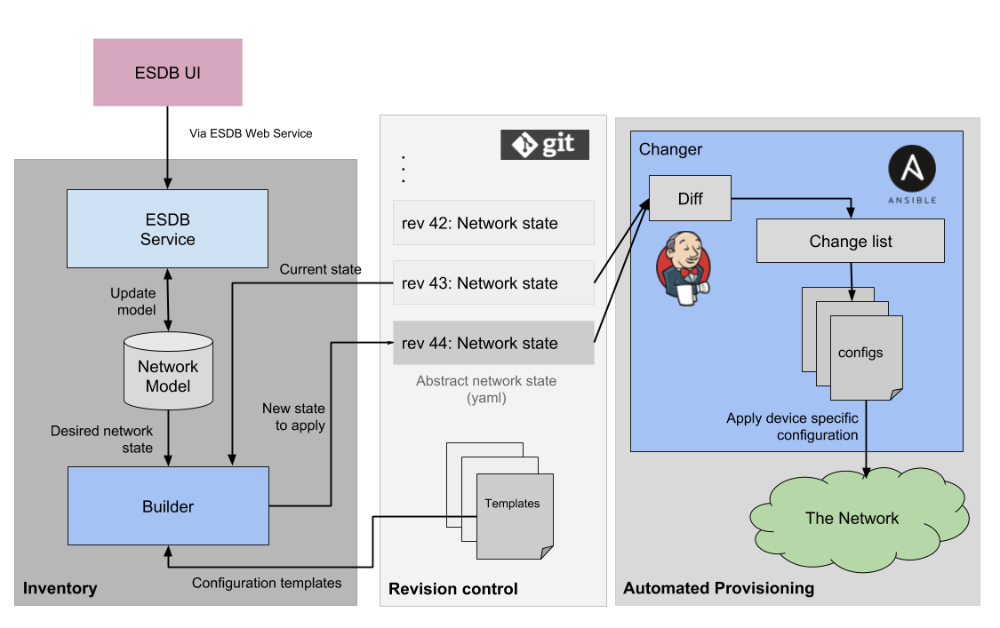 ESDB UI
Via ESDB Web Service
ESDB
Service
Update
model
Network
Model
Desired network
state
Builder
Current state
New state
to apply
Configuration templates
Inventory
git
rev 42: Network state
rev 43: Network state
rev 44: Network state
Abstract network state
(yaml)
Templates
Revision control
Changer
ANSIBLE
Diff
Change list
configs
Apply device specific
configuration
The Network
Automated Provisioning